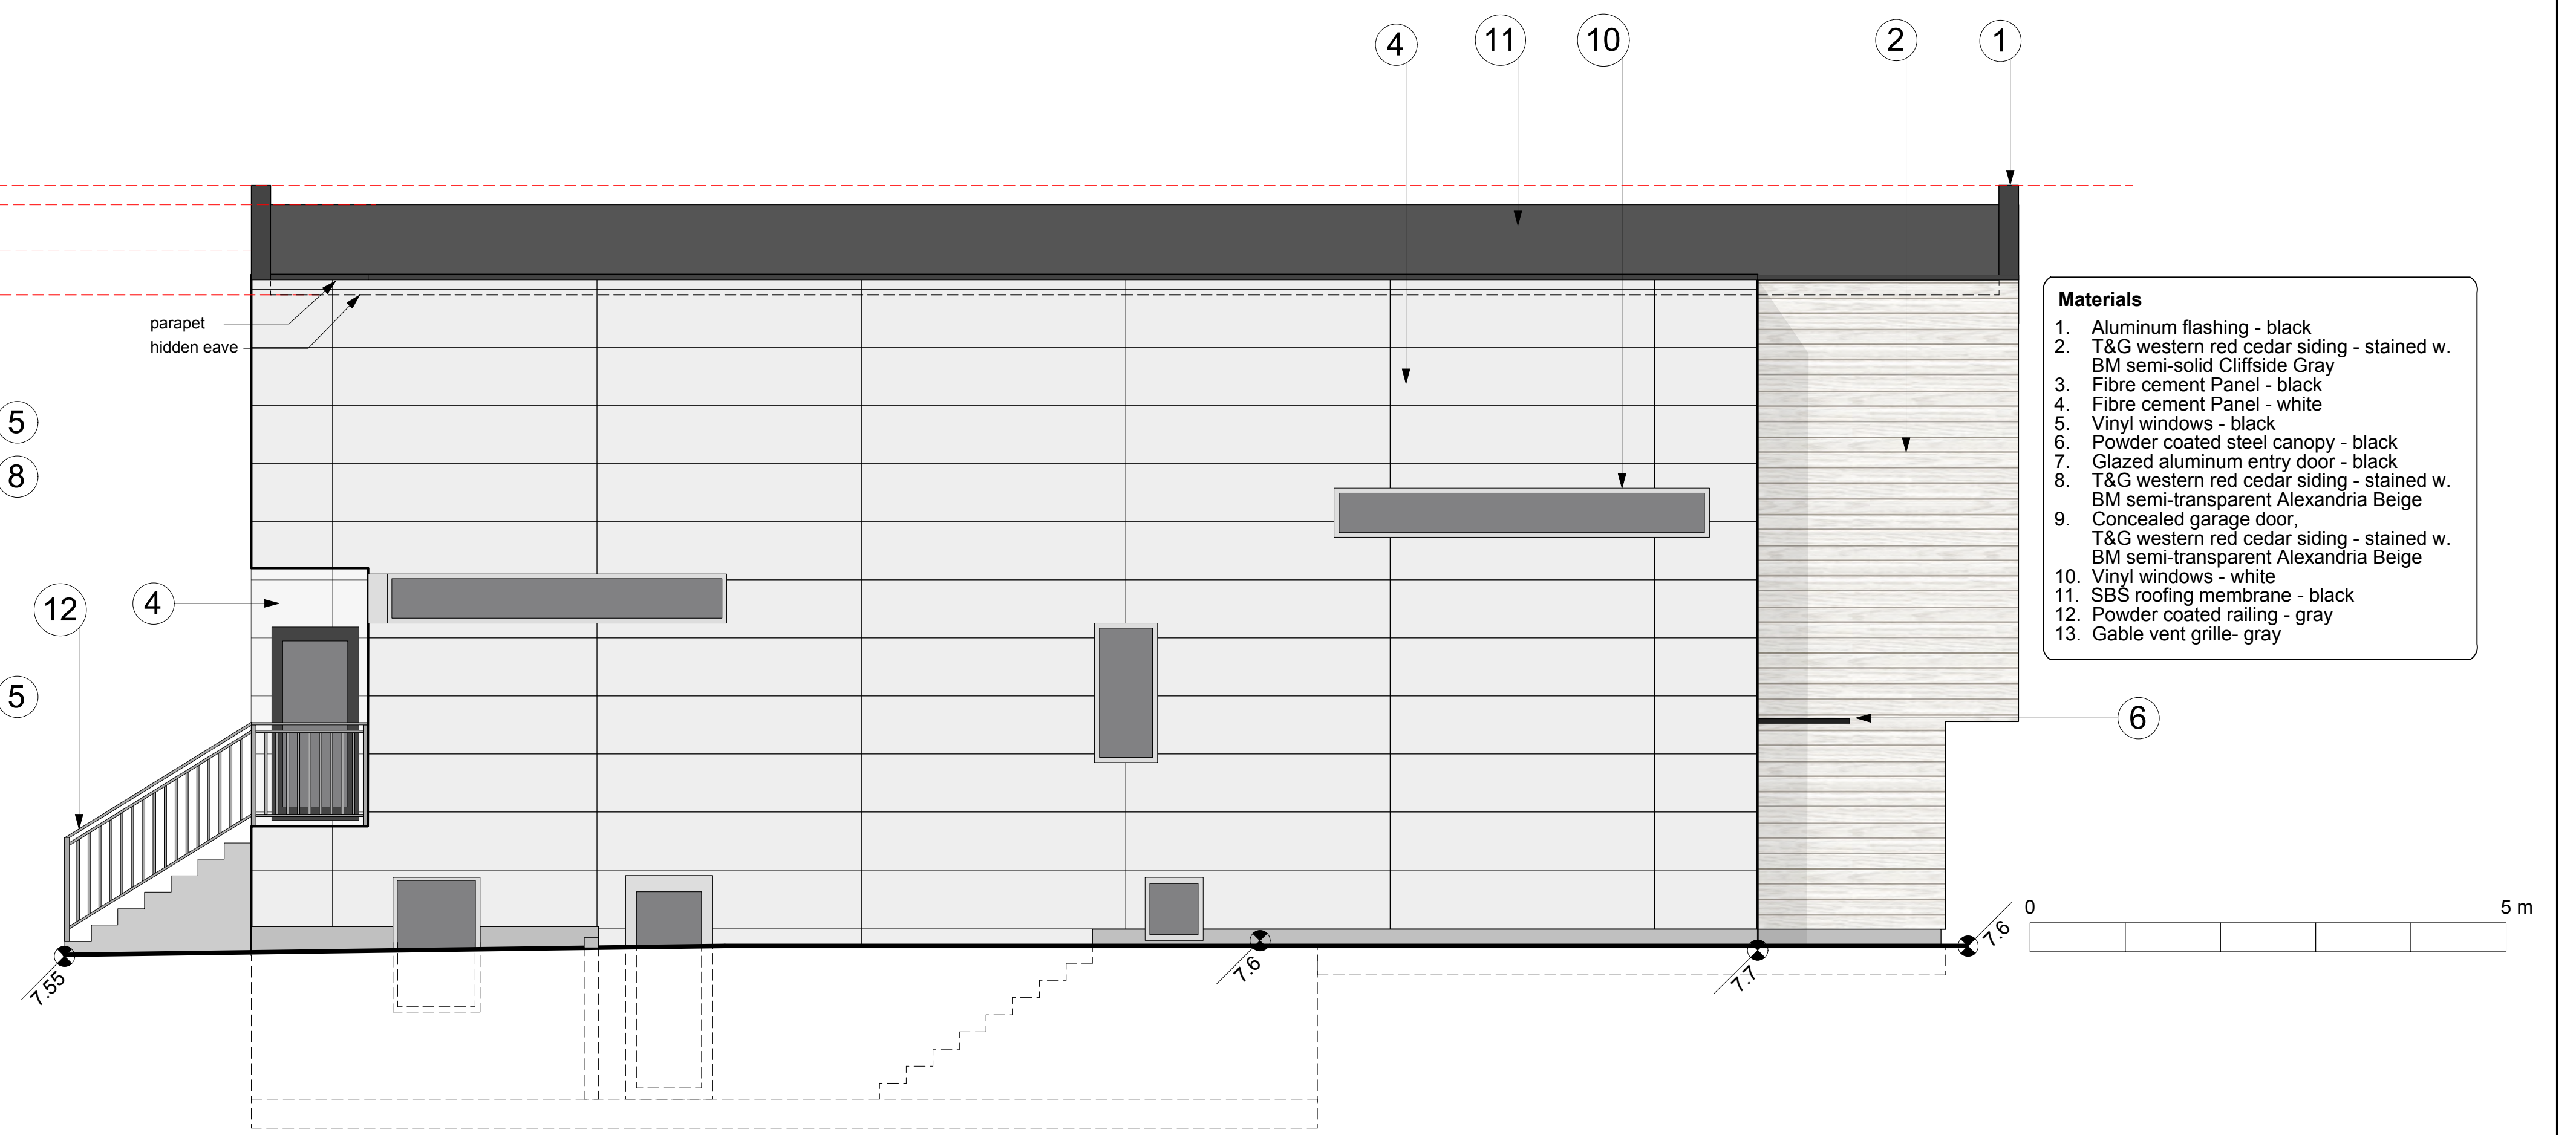 4
11
10
2
1
parapet
hidden eave
5
8
12
4
5
6
Materials
1. Aluminum flashing - black
2. T&G western red cedar siding - stained w.
BM semi-solid Cliffside Gray
3. Fibre cement Panel - black
4. Fibre cement Panel - white
5. Vinyl windows - black
6. Powder coated steel canopy - black
7. Glazed aluminum entry door - black
8. T&G western red cedar siding - stained w.
BM semi-transparent Alexandria Beige
9. Concealed garage door,
T&G western red cedar siding - stained w.
BM semi-transparent Alexandria Beige
10. Vinyl windows - white
11. SBS roofing membrane - black
12. Powder coated railing - gray
13. Gable vent grille- gray
0
5 m
7.55
7.6
7.7
7.6